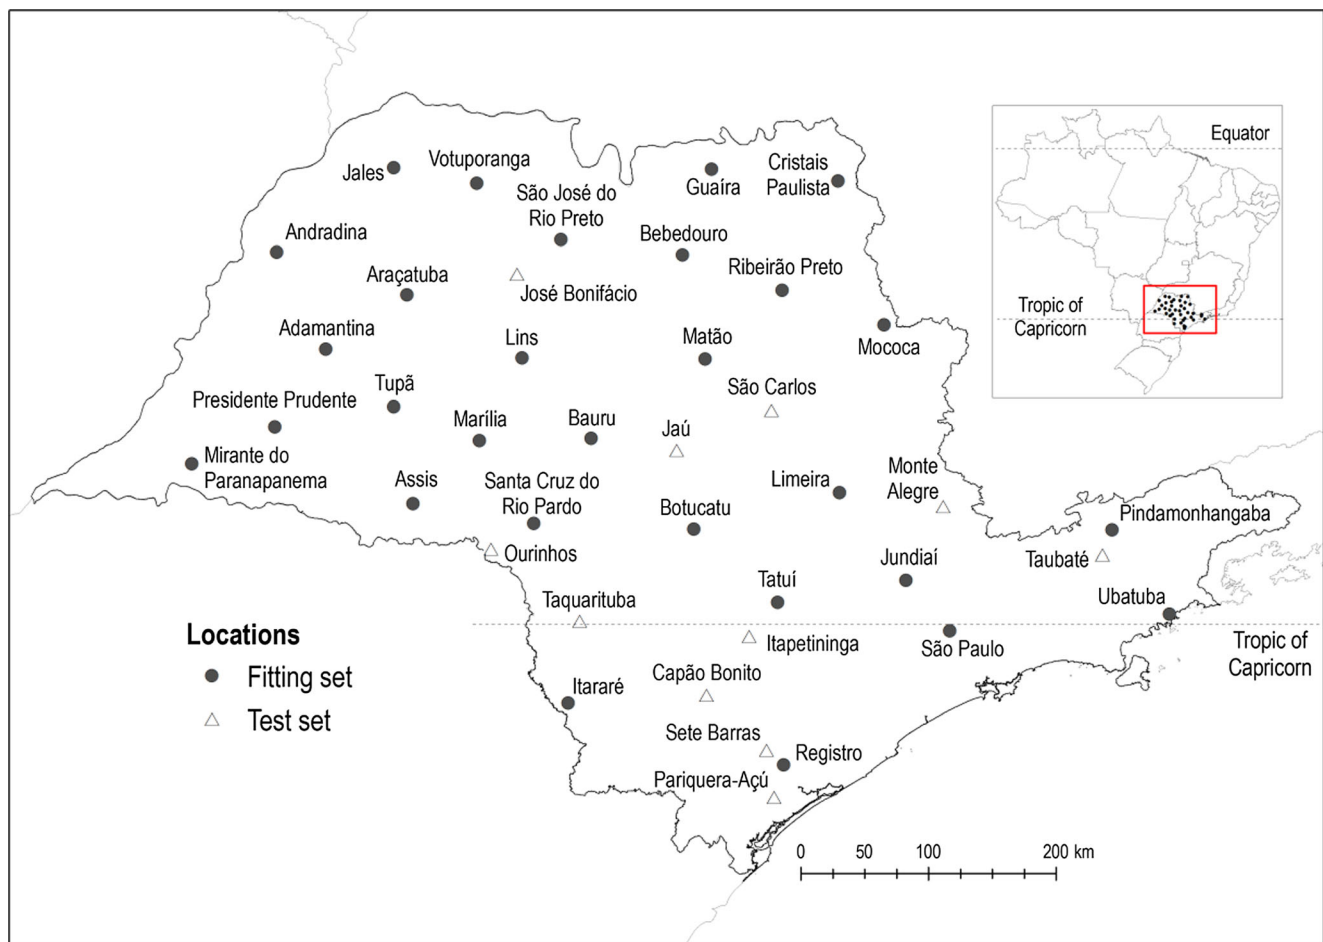 Equator
Votuporanga
Jales
Cristais
Paulista
Guaíra
São José do
Rio Preto
Andradina
Bebedouro
Ribeirão Preto
Araçatuba
José Bonifácio
Tropic of
Capricorn
Adamantina
Lins
Matão
Mococa
Tupã
São Carlos
Presidente Prudente
Marília
Bauru
Jaú
Mirante do
Paranapanema
Assis
Santa Cruz do
Rio Pardo
Limeira
Monte
Alegre
Botucatu
Pindamonhangaba
Ourinhos
Jundiaí
Taubaté
Tatuí
Taquarituba
Ubatuba
Locations
Itapetininga
São Paulo
Tropic of
Capricorn
Fitting set
Capão Bonito
Itararé
Test set
Sete Barras
Registro
Pariquera-Açú
0 50 100 200 km